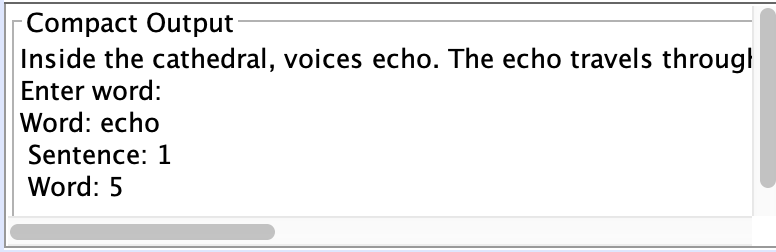 Compact Output
Inside the cathedral, voices echo. The echo travels through
Enter word:
Word: echo
Sentence: 1
Word: 5